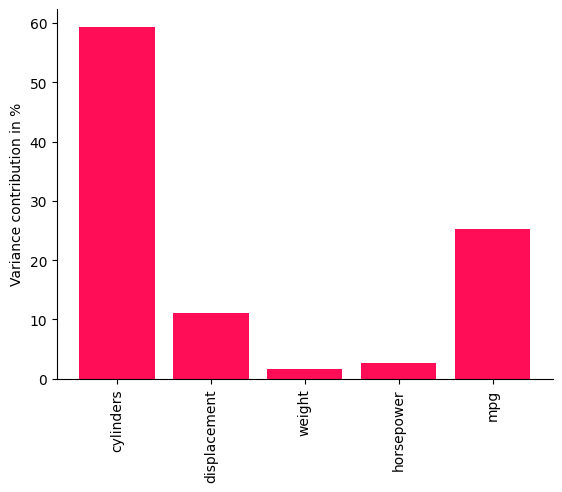 Variance contribution in %
60
50
40
30
20
10
0
cylinders
displacement
weight
horsepower
mpg